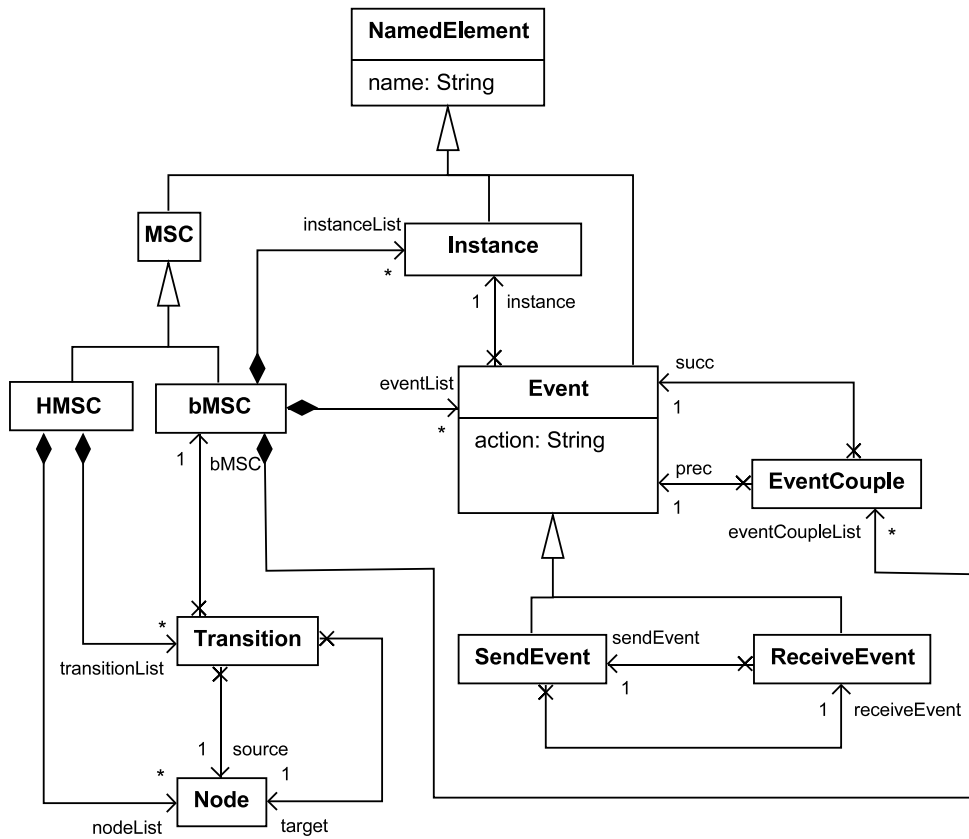 NamedElement
name: String
MSC
instanceList
*
Instance
1 instance
HMSC
bMSC
eventList
*
Event
action: String
succ
1
prec
1
EventCouple
eventCoupleList *
1 bMSC
*
transitionList
Transition
sendEvent
1
SendEvent
ReceiveEvent
1 receiveEvent
1 source
1
*
nodeList
Node
target